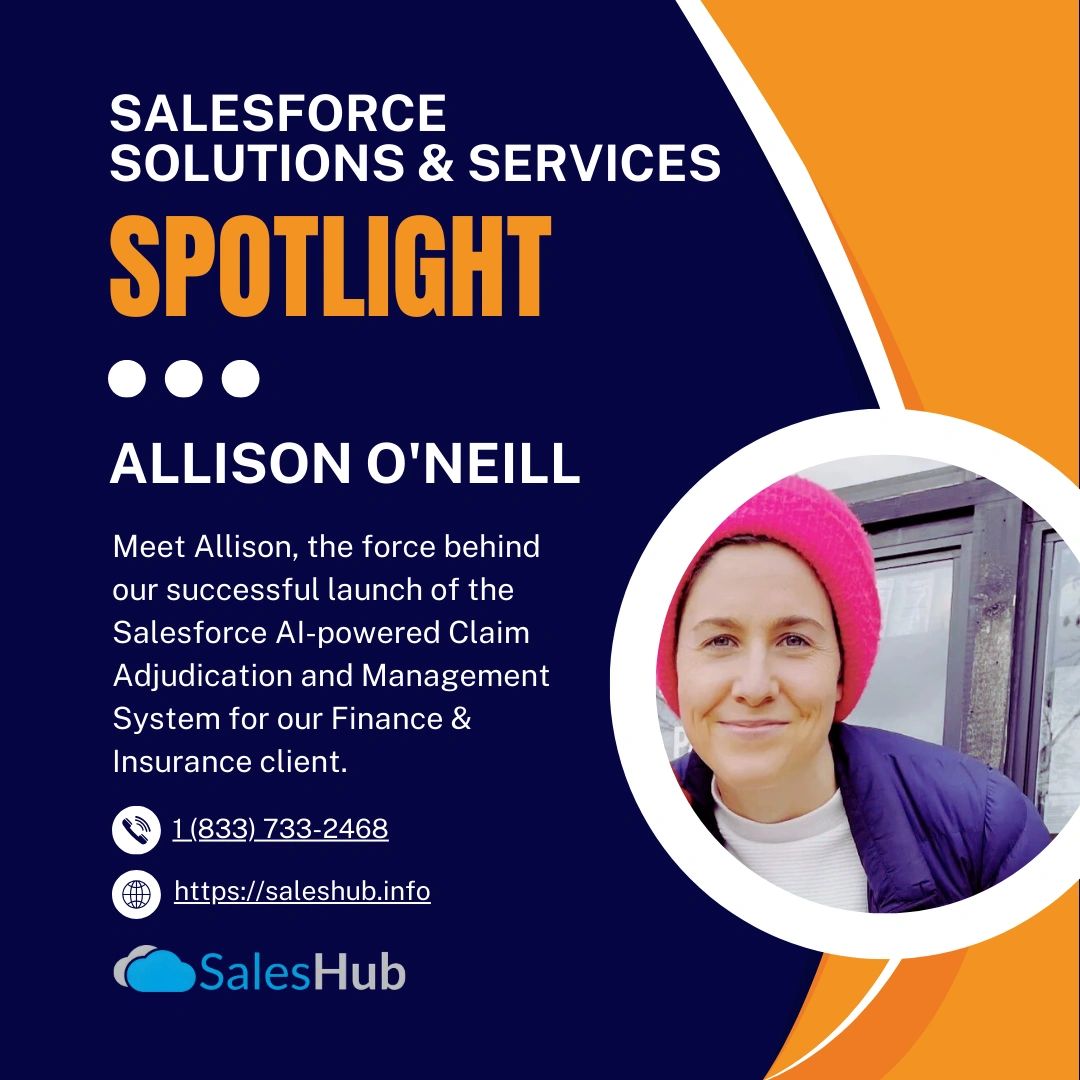 SALESFORCE
SOLUTIONS & SERVICES
SPOTLIGHT
ALLISON O'NEILL
Meet Allison, the force behind
our successful launch of the
Salesforce AI-powered Claim
Adjudication and Management
System for our Finance &
Insurance client.
1 (833) 733-2468
https://saleshub.info
SalesHub